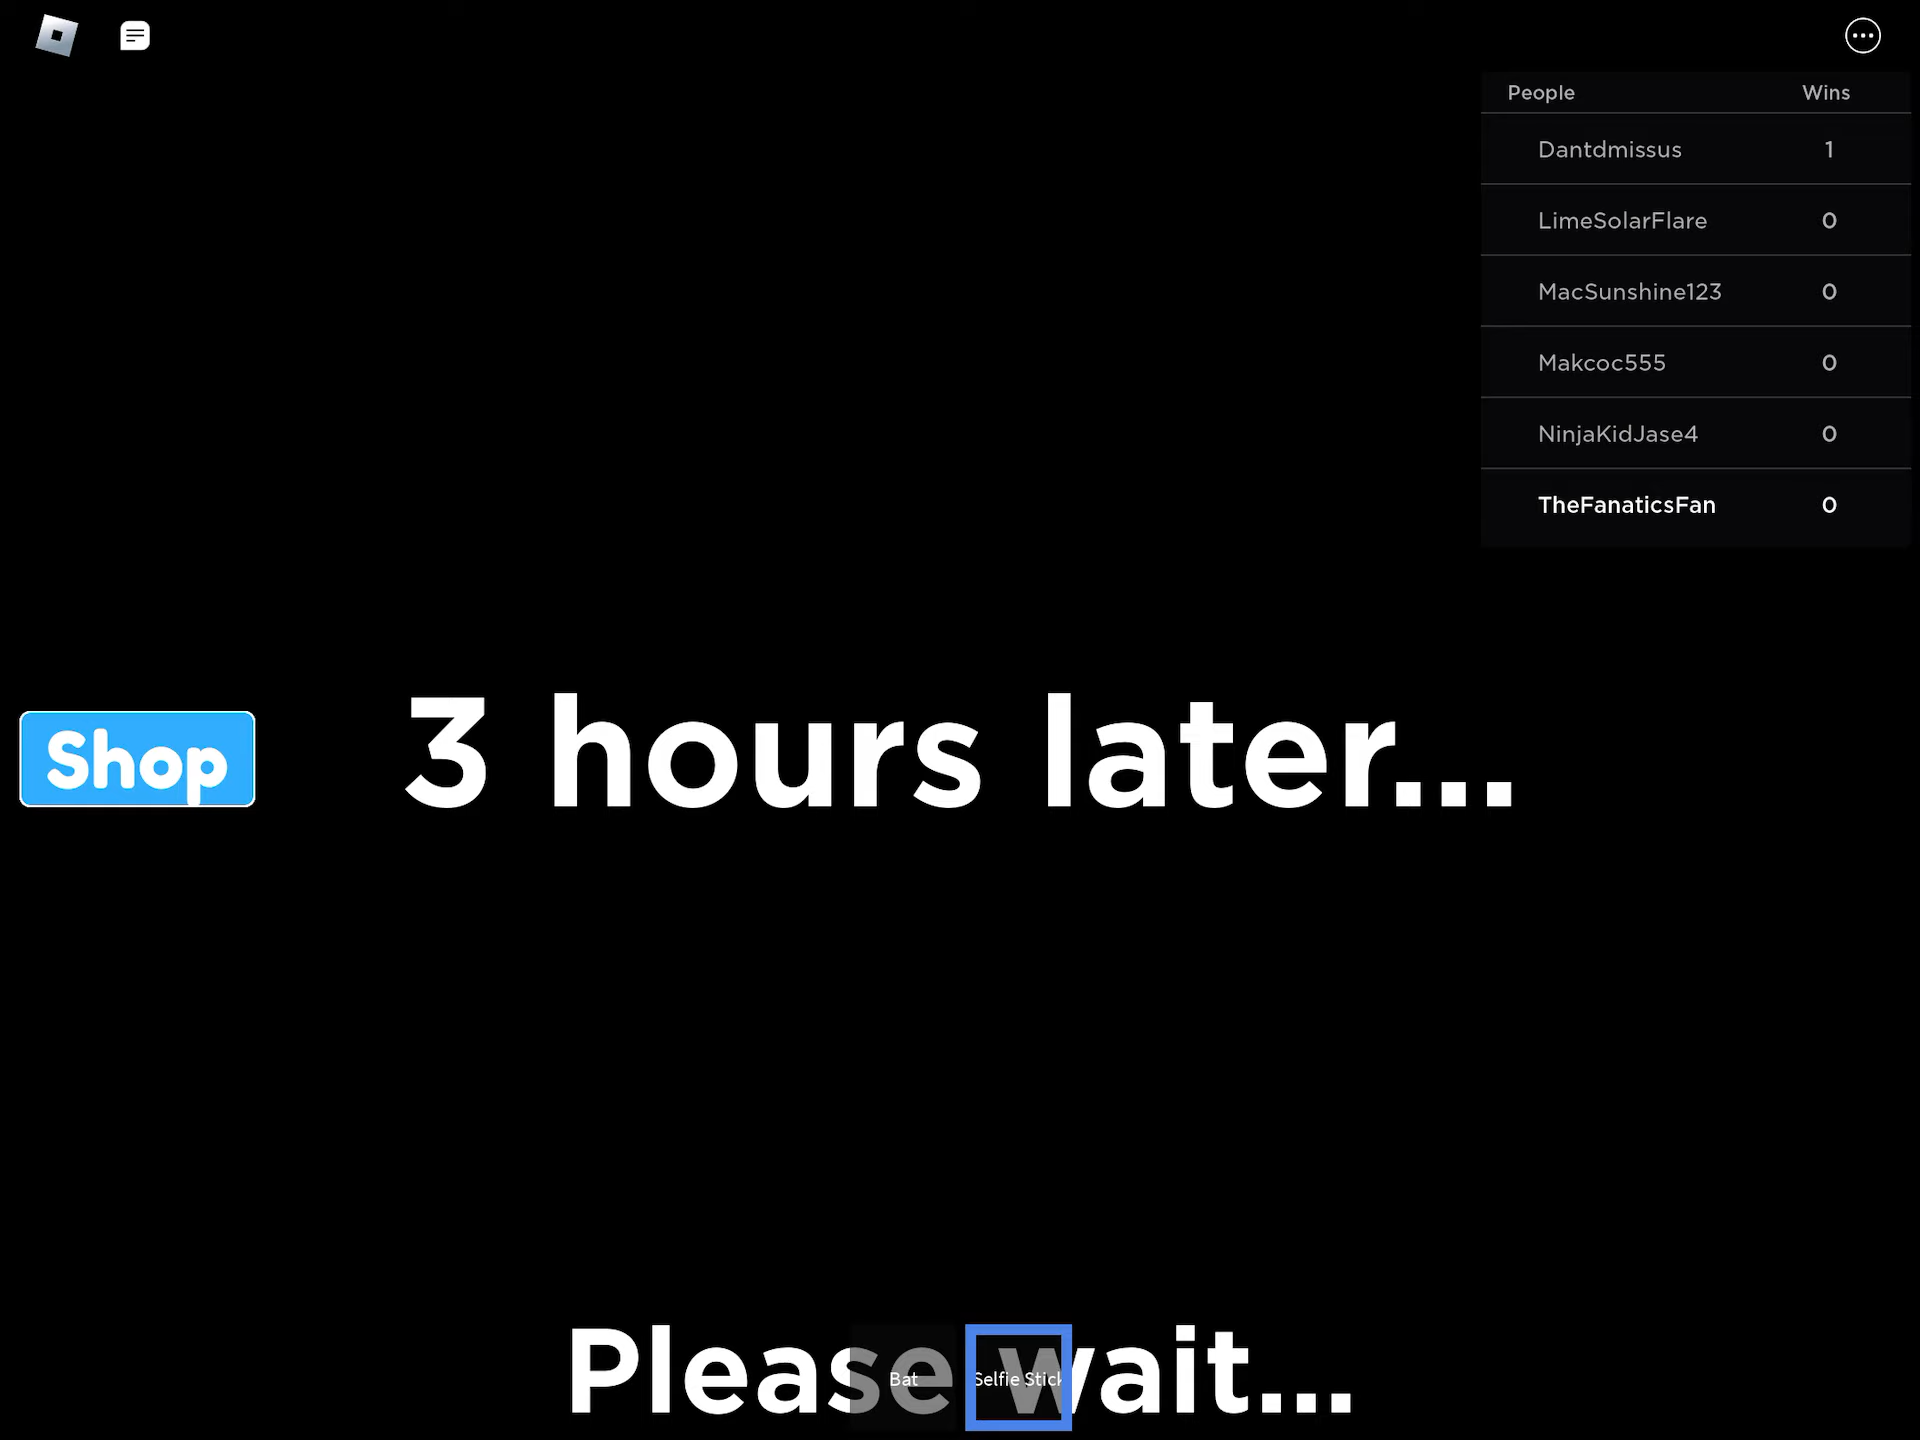 People Wins
Dantdmissus 1
LimeSolarFlare 0
MacSunshine123 0
Makcoc555 0
NinjaKidJase4 0
TheFanaticsFan 0
Shop
3 hours later...
Please wait...
Bat
Selfie Stick